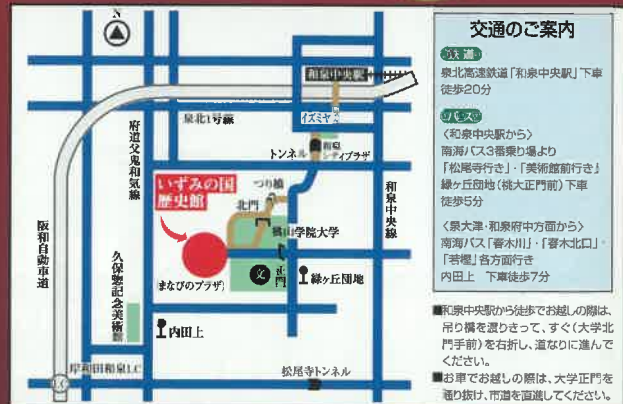 N
和泉中央駅
泉北1号線
イズミヤ
トンネル
和泉
シティプラザ
府道父鬼和気線
いずみの国
歴史館
つり橋
北門
桃山学院大学
和泉中央線
阪和自動車道
久保惣記念美術館
(まなびのプラザ)
文
正門
緑ヶ丘団地
内田上
岸和田和泉I.C
I.C
松尾寺トンネル
交通のご案内
鉄道
泉北高速鉄道「和泉中央駅」下車
徒歩20分
バス
〈和泉中央駅から〉
南海バス3番乗り場より
「松尾寺行き」・「美術館前行き」
緑ヶ丘団地(桃大正門前)下車
徒歩5分
〈泉大津・和泉府中方面から〉
南海バス「春木川」・「春木北口」・
「若樫」各方面行き
内田上 下車徒歩7分
■和泉中央駅から徒歩でお越しの際は、
吊り橋を渡りきって、すぐ(大学北
門手前)を右折し、道なりに進んで
ください。
■お車でお越しの際は、大学正門を
通り抜け、市道を直進してください。